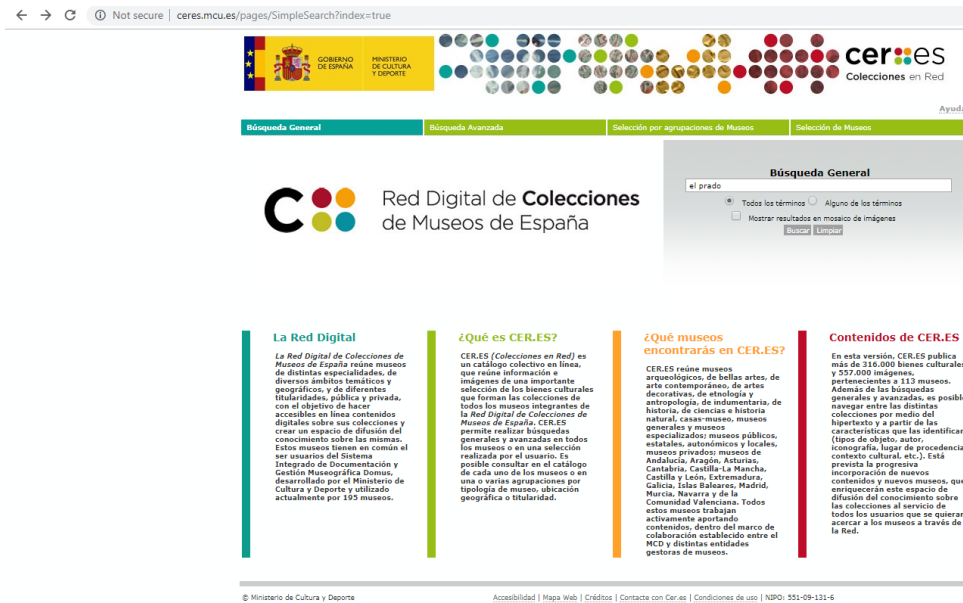 Not secure | ceres.mcu.es/pages/SimpleSearch?index=true
GOBIERNO
DE ESPAÑA
MINISTERIO
DE CULTURA
Y DEPORTE
cer.es
Colecciones en Red
Ayuda
Búsqueda General
Búsqueda Avanzada
Selección por agrupaciones de Museos
Selección de Museos
Red Digital de Colecciones
de Museos de España
Búsqueda General
el prado
Todos los términos
Alguno de los términos
Mostrar resultados en mosaico de imágenes
Buscar
Limpiar
La Red Digital
La Red Digital de Colecciones de
Museos de España reúne museos
de distintas especialidades, de
diversos ámbitos temáticos y
geográficos, y de diferentes
titularidades, pública y privada,
con el objetivo de hacer
accesibles en línea contenidos
digitales sobre sus colecciones y
crear un espacio de difusión del
conocimiento sobre las mismas.
Estos museos tienen en común el
ser usuarios del Sistema
Integrado de Documentación y
Gestión Museográfica Domus,
desarrollado por el Ministerio de
Cultura y Deporte y utilizado
actualmente por 195 museos.
¿Qué es CER.ES?
CER.ES (Colecciones en Red) es
un catálogo colectivo en línea,
que reúne información e
imágenes de una importante
selección de los bienes culturales
que forman las colecciones de
todos los museos integrantes de
la Red Digital de Colecciones de
Museos de España. CER.ES
permite realizar búsquedas
generales y avanzadas en todos
los museos o en una selección
realizada por el usuario. Es
posible consultar en el catálogo
de cada uno de los museos o en
una o varias agrupaciones por
tipología de museo, ubicación
geográfica o titularidad.
¿Qué museos
encontrarás en CER.ES?
CER.ES reúne museos
arqueológicos, de bellas artes, de
arte contemporáneo, de artes
decorativas, de etnología y
antropología, de indumentaria, de
historia, de ciencias e historia
natural, casas-museo, museos
generales y museos
especializados; museos públicos,
estatales, autonómicos y locales,
museos privados; museos de
Andalucía, Aragón, Asturias,
Cantabria, Castilla-La Mancha,
Castilla y León, Extremadura,
Galicia, Islas Baleares, Madrid,
Murcia, Navarra y de la
Comunidad Valenciana. Todos
estos museos trabajan
activamente aportando
contenidos, dentro del marco de
colaboración establecido entre el
MCD y distintas entidades
gestoras de museos.
Contenidos de CER.ES
En esta versión, CER.ES publica
más de 316.000 bienes culturales
y 557.000 imágenes,
pertenecientes a 113 museos.
Además de las búsquedas
generales y avanzadas, es posible
navegar entre las distintas
colecciones por medio del
hipertexto y a partir de las
características que las identifican
(tipos de objeto, autor,
iconografía, lugar de procedencia,
contexto cultural, etc.). Está
prevista la progresiva
incorporación de nuevos
contenidos y nuevos museos, que
enriquecerán este espacio de
difusión del conocimiento sobre
las colecciones al servicio de
todos los usuarios que se quieran
acercar a los museos a través de
la Red.
© Ministerio de Cultura y Deporte
Accesibilidad | Mapa Web | Créditos | Contacte con Cer.es | Condiciones de uso | NIPO: 551-09-131-6